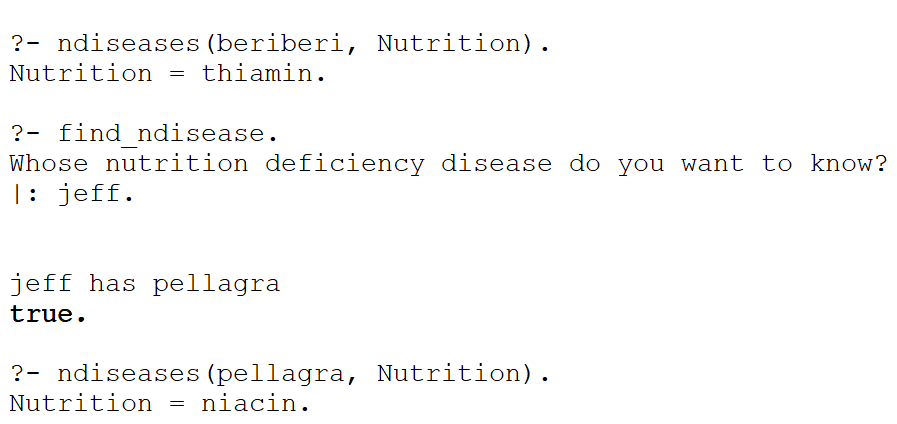 ?- ndiseases(beriberi, Nutrition).
Nutrition = thiamin.
?- find_ndisease.
Whose nutrition deficiency disease do you want to know?
|: jeff.
jeff has pellagra
true.
?- ndiseases(pellagra, Nutrition).
Nutrition = niacin.